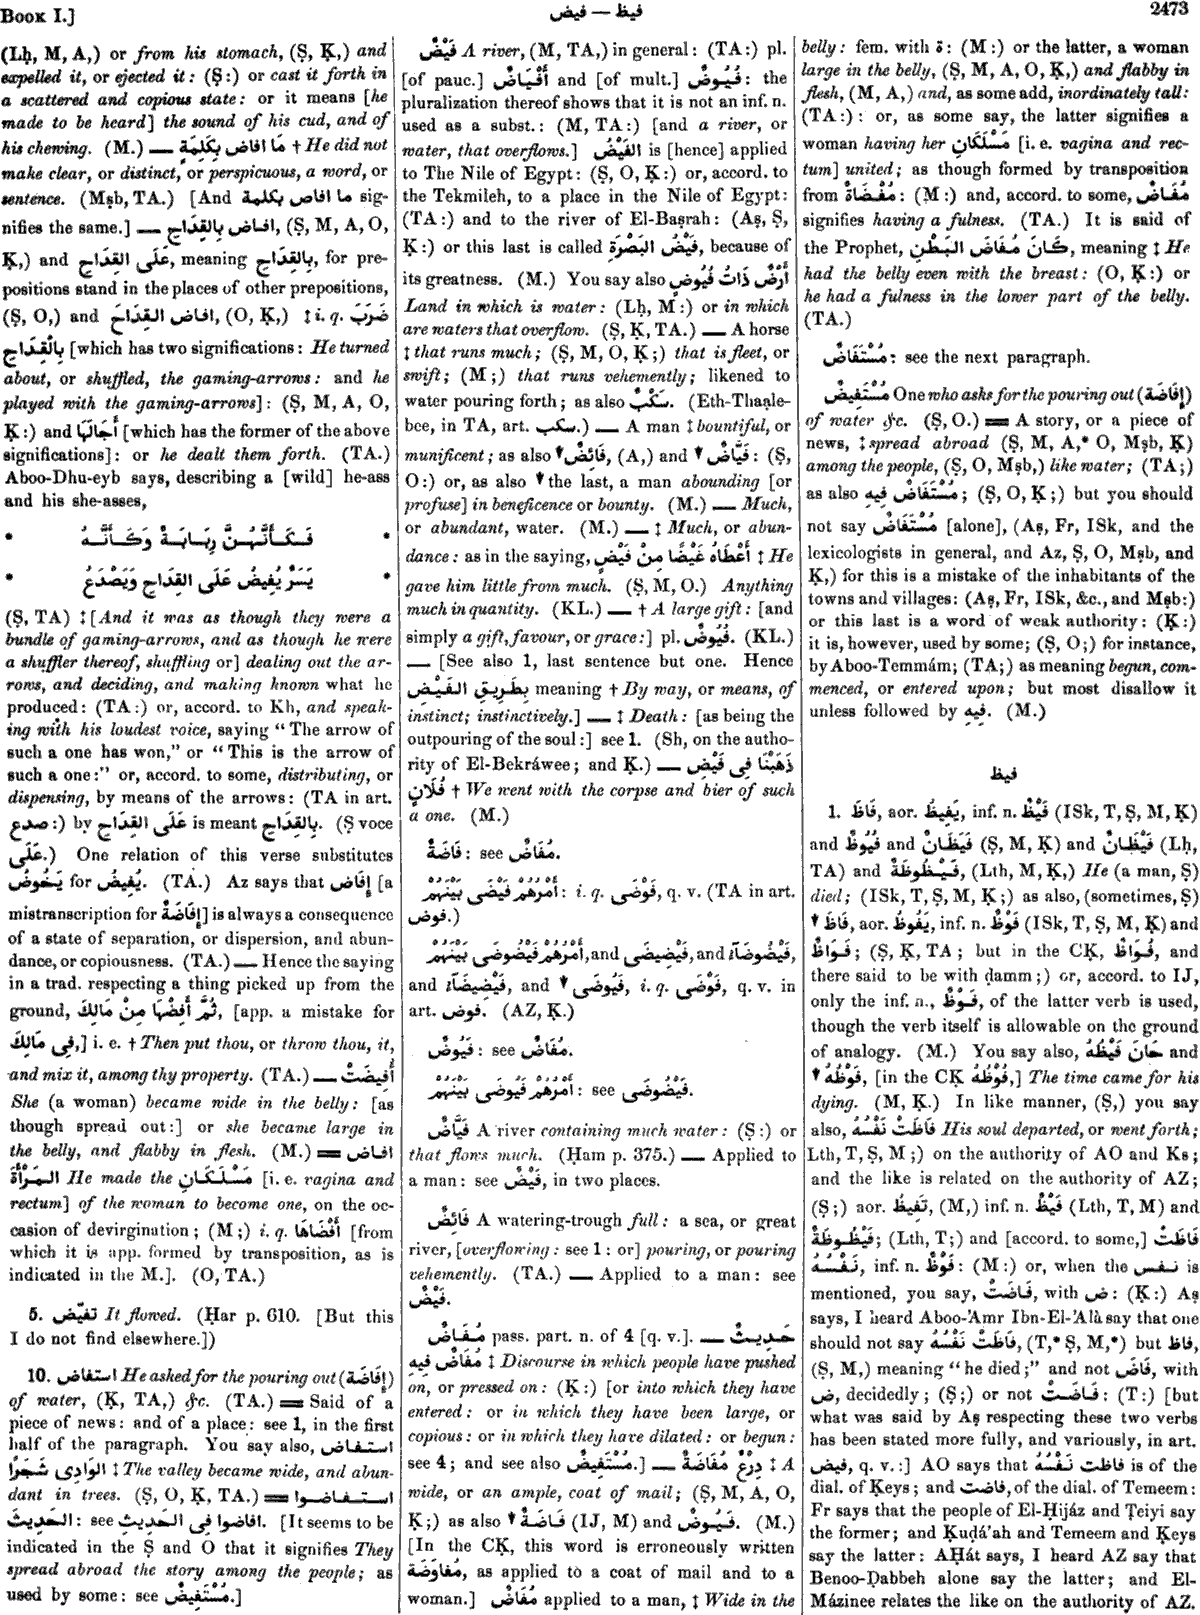 BOOK I.]
فيض — فيظ
2473
(Lḥ, M, A,) or from his stomach, (Ṣ, Ḳ,) and
expelled it, or ejected it: (Ṣ:) or cast it forth in
a scattered and copious state: or it means [he
made to be heard] the sound of his cud, and of
his chewing. (M.) — مَا افاض بِكَلِمَةٍ † He did not
make clear, or distinct, or perspicuous, a word, or
sentence. (Mṣb, TA.) [And ما افاص بكلمة sig-
nifies the same.] — افاض بِالقِدَاحِ, (Ṣ, M, A, O,
Ḳ,) and عَلَى القِدَاحِ, meaning بِالقِدَاحِ, for pre-
positions stand in the places of other prepositions,
(Ṣ, O,) and افاض القِدَاحَ, (O, Ḳ,) ‡ i. q. ضَرَبَ
بِالْقِدَاحِ [which has two significations: He turned
about, or shuffled, the gaming-arrows: and he
played with the gaming-arrows]: (Ṣ, M, A, O,
Ḳ:) and أَجَالَهَا [which has the former of the above
significations]: or he dealt them forth. (TA.)
Aboo-Dhu-eyb says, describing a [wild] he-ass
and his she-asses,
* فَكَأَنَّهُنَّ رِبَابَةٌ وَكَأَنَّهُ *
* يَسَرٌ يُفِيضُ عَلَى القِدَاحِ وَيَصْدَعُ *
(Ṣ, TA) ‡ [And it was as though they were a
bundle of gaming-arrows, and as though he were
a shuffler thereof, shuffling or] dealing out the ar-
rows, and deciding, and making known what he
produced: (TA:) or, accord. to Kh, and speak-
ing with his loudest voice, saying “The arrow of
such a one has won,” or “This is the arrow of
such a one:” or, accord. to some, distributing, or
dispensing, by means of the arrows: (TA in art.
صدع:) by عَلَى القِدَاحِ is meant بِالقِدَاحِ. (Ṣ voce
عَلَى.) One relation of this verse substitutes
يَخُوضُ for يُفِيضُ. (TA.) Az says that إِفَاض [a
mistranscription for إِفَاضَةٌ] is always a consequence
of a state of separation, or dispersion, and abun-
dance, or copiousness. (TA.) — Hence the saying
in a trad. respecting a thing picked up from the
ground, ثُمَّ أَفِضْهَا مِنْ مَالِكَ, [app. a mistake for
فِى مَالِكَ,] i. e. † Then put thou, or throw thou, it,
and mix it, among thy property. (TA.) — أُفِيضَتْ
She (a woman) became wide in the belly: [as
though spread out:] or she became large in
the belly, and flabby in flesh. (M.) = افاض
المَرْأَةَ He made the مَسْلَكَانِ [i. e. vagina and
rectum] of the woman to become one, on the oc-
casion of devirgination; (M;) i. q. أَفْضَاهَا [from
which it is app. formed by transposition, as is
indicated in the M.]. (O, TA.)
5. تفيّض It flowed. (Ḥar p. 610. [But this
I do not find elsewhere.])
10. استفاض He asked for the pouring out (إِفَاضَة)
of water, (Ḳ, TA,) &c. (TA.) = Said of a
piece of news: and of a place: see 1, in the first
half of the paragraph. You say also, استفاض
الوَادِى شَجَرًا ‡ The valley became wide, and abun-
dant in trees. (Ṣ, O, Ḳ, TA.) = استفاضوا
الحَدِيثَ: see افاضوا فِى الحَدِيثِ. [It seems to be
indicated in the Ṣ and O that it signifies They
spread abroad the story among the people; as
used by some: see مُسْتَفِيضٌ.]
فَيْضٌ A river, (M, TA,) in general: (TA:) pl.
[of pauc.] أَفْيَاضٌ and [of mult.] فُيُوضٌ: the
pluralization thereof shows that it is not an inf. n.
used as a subst.: (M, TA:) [and a river, or
water, that overflows.] الفَيْضُ is [hence] applied
to The Nile of Egypt: (Ṣ, O, Ḳ:) or, accord. to
the Tekmileh, to a place in the Nile of Egypt:
(TA:) and to the river of El-Baṣrah: (Aṣ, Ṣ,
Ḳ:) or this last is called فَيْضُ البَصْرَةِ, because of
its greatness. (M.) You say also أَرْضٌ ذَاتُ فُيُوضٍ
Land in which is water: (Lḥ, M:) or in which
are waters that overflow. (Ṣ, Ḳ, TA.) — A horse
‡ that runs much; (Ṣ, M, O, Ḳ;) that is fleet, or
swift; (M;) that runs vehemently; likened to
water pouring forth; as also سَكْبٌ. (Eth-Thaạle-
bee, in TA, art. سكب.) — A man ‡ bountiful, or
munificent; as also ▼ فَائِضٌ, (A,) and ▼ فَيَّاضٌ: (Ṣ,
O:) or, as also ▼ the last, a man abounding [or
profuse] in beneficence or bounty. (M.) — Much,
or abundant, water. (M.) — ‡ Much, or abun-
dance: as in the saying, أَعْطَاهُ غَيْضًا مِنْ فَيْضٍ ‡ He
gave him little from much. (Ṣ, M, O.) Anything
much in quantity. (KL.) — † A large gift: [and
simply a gift, favour, or grace:] pl. فُيُوضٌ. (KL.)
— [See also 1, last sentence but one. Hence
بِطَرِيقِ الفَيْضِ meaning † By way, or means, of
instinct; instinctively.] — ‡ Death: [as being the
outpouring of the soul:] see 1. (Sh, on the autho-
rity of El-Bekráwee; and Ḳ.) — ذَهَبْنَا فِى فَيْضِ
فُلَانٍ † We went with the corpse and bier of such
a one. (M.)
فَاضَةٌ: see مُفَاضٌ.
أَمْرُهُمْ فَيْضَى بَيْنَهُمْ: i. q. فَوْضَى, q. v. (TA in art.
فوض.)
أَمْرُهُمْ فَيْضُوضَى بَيْنَهُمْ, and فَيْضِيضَى, and فَيْضُوضَآءُ,
and فَيْضِيضَآءُ, and ▼ فَيُوضَى, i. q. فَوْضَى, q. v. in
art. فوض. (AZ, Ḳ.)
فَيُوضٌ: see مُفَاضٌ.
أَمْرُهُمْ فَيُوضَى بَيْنَهُمْ: see فَيْضُوضَى.
فَيَّاضٌ A river containing much water: (Ṣ:) or
that flows much. (Ḥam p. 375.) — Applied to
a man: see فَيْضٌ, in two places.
فَائِضٌ A watering-trough full: a sea, or great
river, [overflowing: see 1: or] pouring, or pouring
vehemently. (TA.) — Applied to a man: see
فَيْضٌ.
مُفَاضٌ pass. part. n. of 4 [q. v.]. — حَدِيثٌ
مُفَاضٌ فِيهِ ‡ Discourse in which people have pushed
on, or pressed on: (Ḳ:) [or into which they have
entered: or in which they have been large, or
copious: or in which they have dilated: or begun:
see 4; and see also مُسْتَفِيضٌ.] — دِرْعٌ مُفَاضَةٌ ‡ A
wide, or an ample, coat of mail; (Ṣ, M, A, O,
Ḳ;) as also ▼ فَاضَةٌ (IJ, M) and فَيُوضٌ. (M.)
[In the CḲ, this word is erroneously written
مُفَاوَضَة, as applied to a coat of mail and to a
woman.] مُفَاضٌ applied to a man, ‡ Wide in the
belly: fem. with ة: (M:) or the latter, a woman
large in the belly, (Ṣ, M, A, O, Ḳ,) and flabby in
flesh, (M, A,) and, as some add, inordinately tall:
(TA:): or, as some say, the latter signifies a
woman having her مَسْلَكَانِ [i. e. vagina and rec-
tum] united; as though formed by transposition
from مُفْضَاةٌ: (M:) and, accord. to some, مُفَاضٌ
signifies having a fulness. (TA.) It is said of
the Prophet, كَانَ مُفَاضَ البَطْنِ, meaning ‡ He
had the belly even with the breast: (O, Ḳ:) or
he had a fulness in the lower part of the belly.
(TA.)
مُسْتَفَاضٌ: see the next paragraph.
مُسْتَفِيضٌ One who asks for the pouring out (إِفَاضَة)
of water &c. (Ṣ, O.) = A story, or a piece of
news, ‡ spread abroad (Ṣ, M, A,* O, Mṣb, Ḳ)
among the people, (Ṣ, O, Mṣb,) like water; (TA;)
as also مُسْتَفَاضٌ فِيهِ; (Ṣ, O, Ḳ;) but you should
not say مُسْتَفَاضٌ [alone], (Aṣ, Fr, ISk, and the
lexicologists in general, and Az, Ṣ, O, Mṣb, and
Ḳ,) for this is a mistake of the inhabitants of the
towns and villages: (Aṣ, Fr, ISk, &c., and Mṣb:)
or this last is a word of weak authority: (Ḳ:)
it is, however, used by some; (Ṣ, O;) for instance,
by Aboo-Temmám; (TA;) as meaning begun, com-
menced, or entered upon; but most disallow it
unless followed by فِيهِ. (M.)
فيظ
1. فَاظَ, aor. يَفِيظُ, inf. n. فَيْظٌ (ISk, T, Ṣ, M, Ḳ)
and فُيُوظٌ and فَيَظَانٌ (Ṣ, M, Ḳ) and فَيْظَانٌ (Lḥ,
TA) and فَيْظُوظَةٌ, (Lth, M, Ḳ,) He (a man, Ṣ)
died; (ISk, T, Ṣ, M, Ḳ;) as also, (sometimes, Ṣ)
▼ فَاظَ, aor. يَفُوظُ, inf. n. فَوْظٌ (ISk, T, Ṣ, M, Ḳ) and
فَوَاظٌ; (Ṣ, Ḳ, TA; but in the CḲ, فُوَاظٌ, and
there said to be with ḍamm;) or, accord. to IJ,
only the inf. n., فَوْظٌ, of the latter verb is used,
though the verb itself is allowable on the ground
of analogy. (M.) You say also, حَانَ فَيْظُهُ and
▼ فَوْظُهُ, [in the CḲ فُوْظُهُ,] The time came for his
dying. (M, Ḳ.) In like manner, (Ṣ,) you say
also, فَاظَتْ نَفْسُهُ His soul departed, or went forth;
Lth, T, Ṣ, M;) on the authority of AO and Ks;
and the like is related on the authority of AZ;
(Ṣ;) aor. تَفِيظُ, (M,) inf. n. فَيْظٌ (Lth, T, M) and
فَيْظُوظَةٌ; (Lth, T;) and [accord. to some,] فَاظَتْ
نَفْسُهُ, inf. n. فَوْظٌ: (M:) or, when the نفس is
mentioned, you say, فَاضَتْ, with ض: (Ḳ:) Aṣ
says, I heard Aboo-ʼAmr Ibn-El-ʼAlà say that one
should not say فَاظَتْ نَفْسُهُ, (T,* Ṣ, M,*) but فاظ,
(Ṣ, M,) meaning “he died;” and not فَاضَ, with
ض, decidedly; (Ṣ;) or not فَاضَتْ: (T:) [but
what was said by Aṣ respecting these two verbs
has been stated more fully, and variously, in art.
فيض, q. v.:] AO says that فاظت نَفْسُهُ is of the
dial. of Ḳeys; and فاضت, of the dial. of Temeem:
Fr says that the people of El-Ḥijáz and Ṭeiyi say
the former; and Ḳuḍáʼah and Temeem and Ḳeys
say the latter: AḤát says, I heard AZ say that
Benoo-Ḍabbeh alone say the latter; and El-
Mázinee relates the like on the authority of AZ.